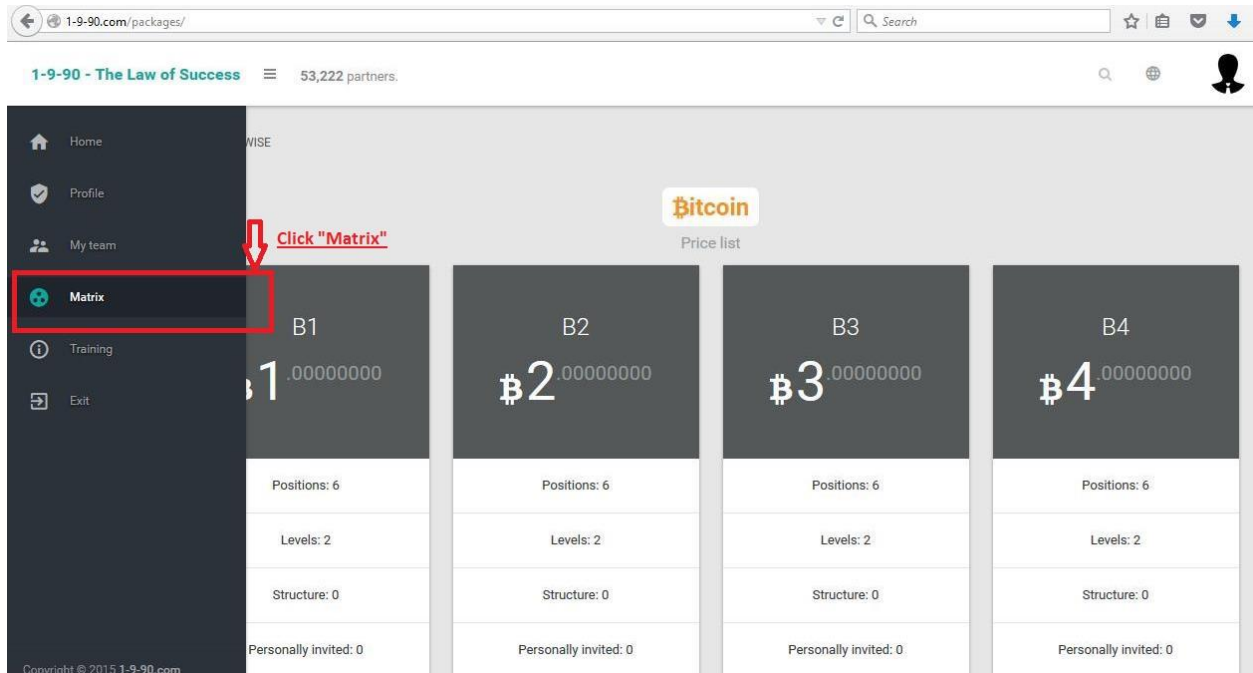 1-9-90.com/packages/
Search
1-9-90 - The Law of Success
53,222 partners.
Home
Profile
My team
Matrix
Training
Exit
Copyright © 2015 1-9-90.com
WISE
Click "Matrix"
Bitcoin
Price list
B1
1.00000000
Positions: 6
Levels: 2
Structure: 0
Personally invited: 0
B2
฿2.00000000
Positions: 6
Levels: 2
Structure: 0
Personally invited: 0
B3
฿3.00000000
Positions: 6
Levels: 2
Structure: 0
Personally invited: 0
B4
฿4.00000000
Positions: 6
Levels: 2
Structure: 0
Personally invited: 0